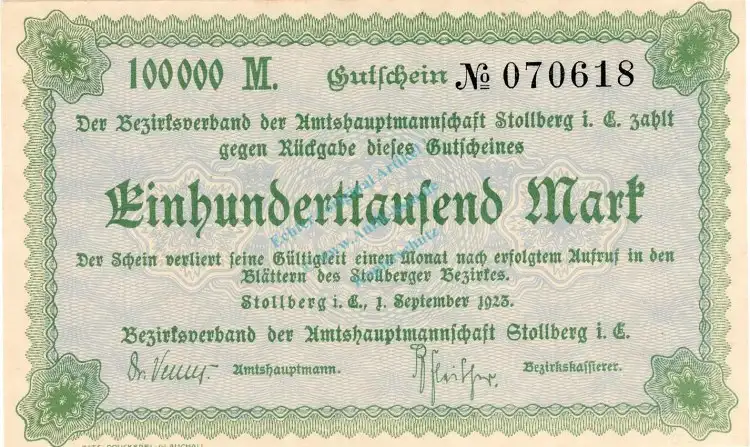 100000 M. Gutschein № 070618
Der Bezirksverband der Amtshauptmannschaft Stollberg i. E. zahlt
gegen Rückgabe dieses Gutscheines
Einhunderttausend Mark
Der Schein verliert seine Gültigkeit einen Monat nach erfolgtem Aufruf in den
Blättern des Stollberger Bezirkes.
Stollberg i. E., 1. September 1923.
Bezirksverband der Amtshauptmannschaft Stollberg i. E.
Amtshauptmann. Bezirkskassierer.